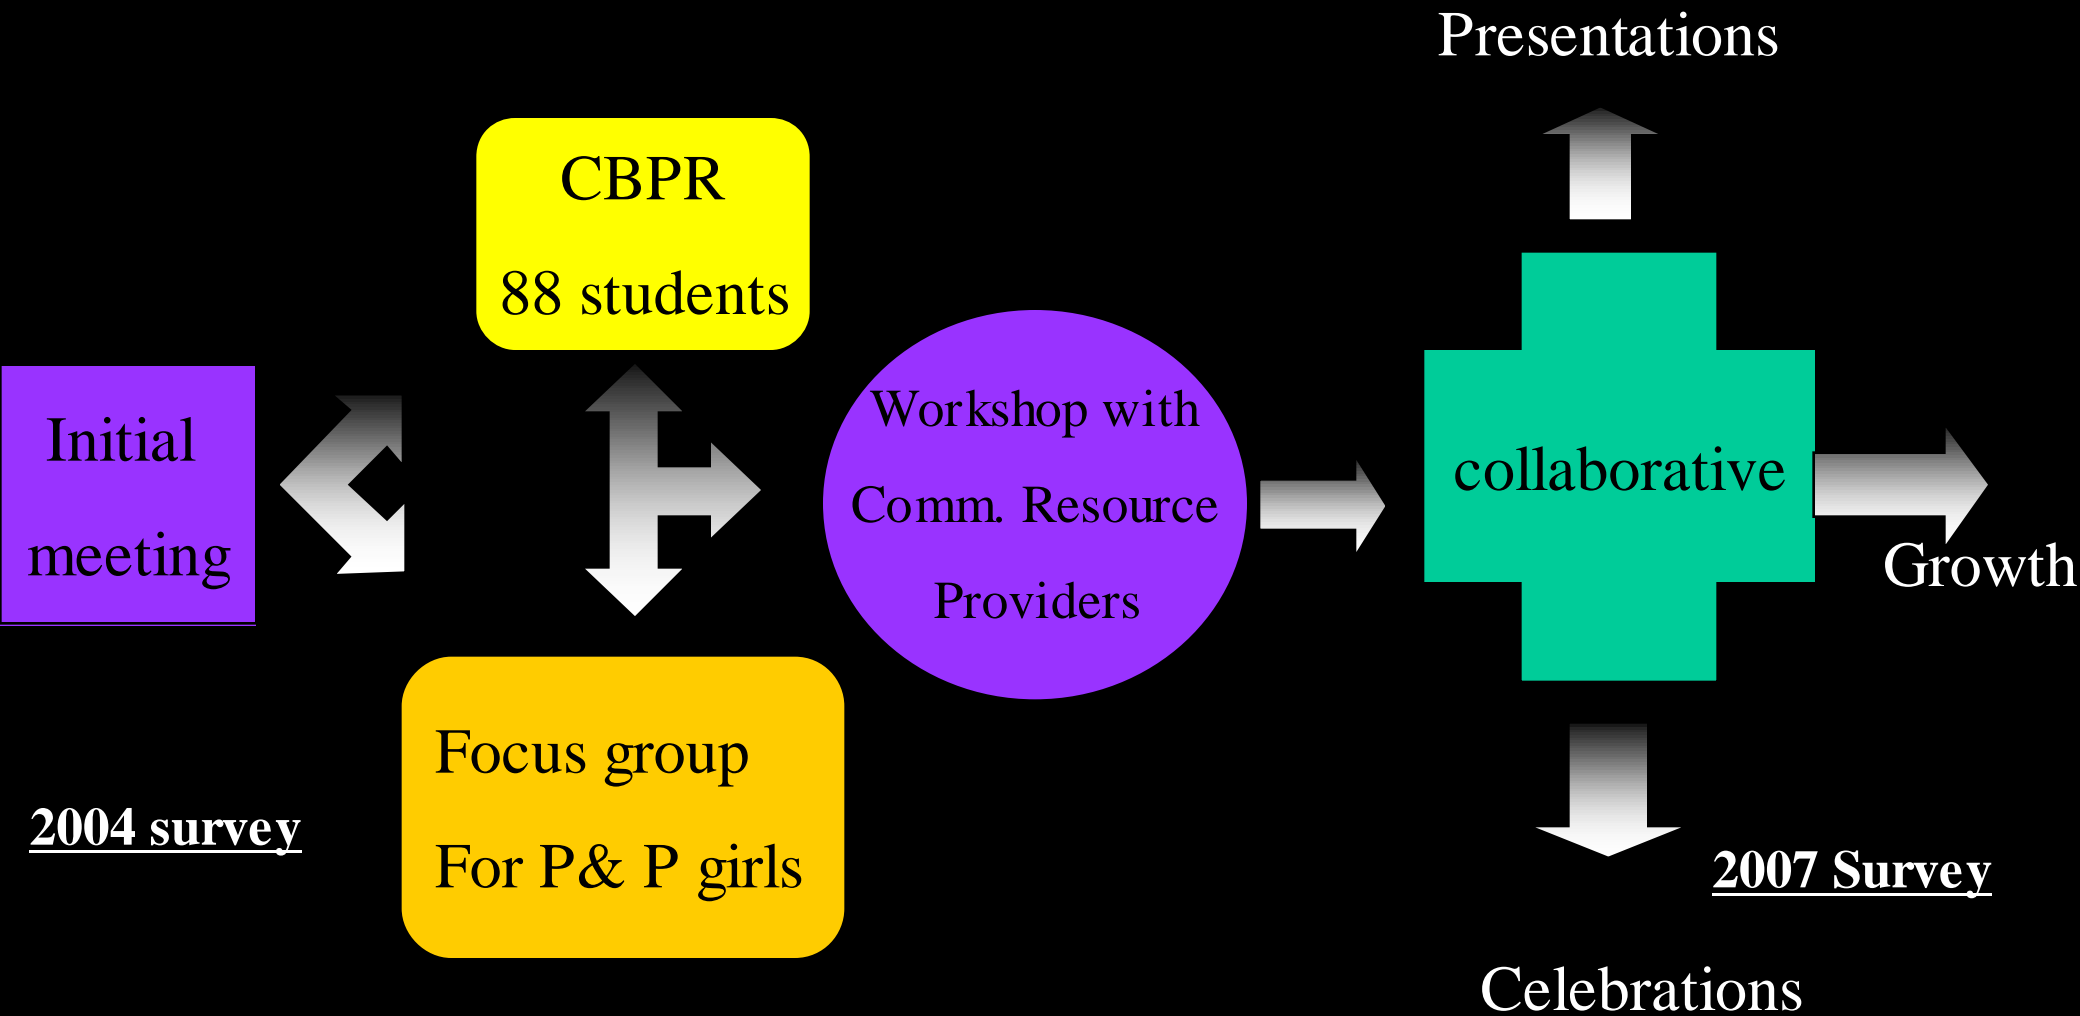 Presentations
CBPR
88 students
Initial
meeting
Workshop with
Comm. Resource
Providers
collaborative
Growth
Focus group
For P& P girls
2004 survey
2007 Survey
Celebrations